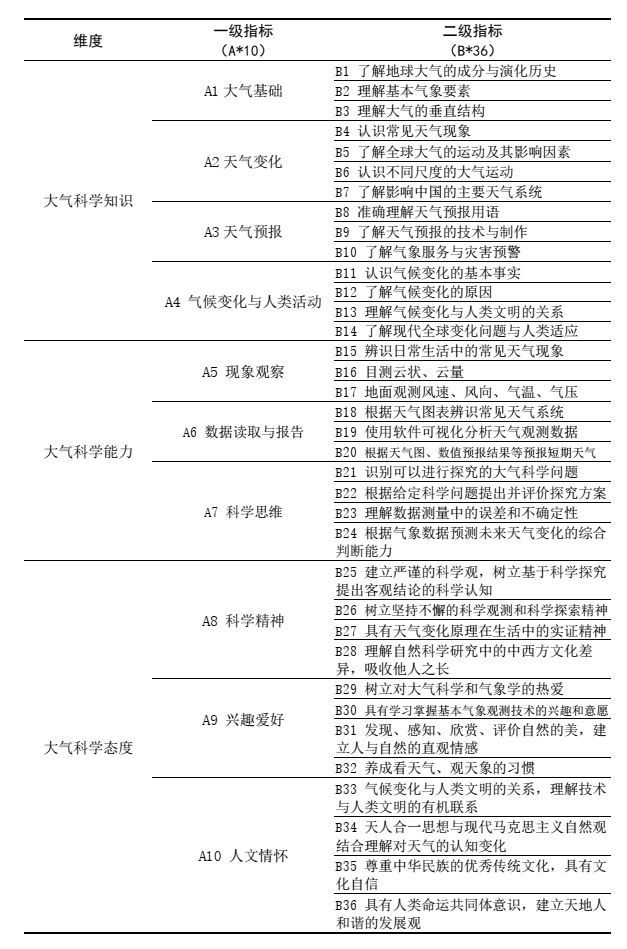 维度
一级指标
（A*10）
二级指标
（B*36）
大气科学知识
A1 大气基础
B1 了解地球大气的成分与演化历史
B2 理解基本气象要素
B3 理解大气的垂直结构
A2 天气变化
B4 认识常见天气现象
B5 了解全球大气的运动及其影响因素
B6 认识不同尺度的大气运动
B7 了解影响中国的主要天气系统
A3 天气预报
B8 准确理解天气预报用语
B9 了解天气预报的技术与制作
B10 了解气象服务与灾害预警
A4 气候变化与人类活动
B11 认识气候变化的基本事实
B12 了解气候变化的原因
B13 理解气候变化与人类文明的关系
B14 了解现代全球变化问题与人类适应
大气科学能力
A5 现象观察
B15 辨识日常生活中的常见天气现象
B16 目测云状、云量
B17 地面观测风速、风向、气温、气压
A6 数据读取与报告
B18 根据天气图表辨识常见天气系统
B19 使用软件可视化分析天气观测数据
B20 根据天气图、数值预报结果等预报短期天气
A7 科学思维
B21 识别可以进行探究的大气科学问题
B22 根据给定科学问题提出并评价探究方案
B23 理解数据测量中的误差和不确定性
B24 根据气象数据预测未来天气变化的综合
判断能力
大气科学态度
A8 科学精神
B25 建立严谨的科学观，树立基于科学探究
提出客观结论的科学认知
B26 树立坚持不懈的科学观测和科学探索精神
B27 具有天气变化原理在生活中的实证精神
B28 理解自然科学研究中的中西方文化差
异，吸收他人之长
A9 兴趣爱好
B29 树立对大气科学和气象学的热爱
B30 具有学习掌握基本气象观测技术的兴趣和意愿
B31 发现、感知、欣赏、评价自然的美，建
立人与自然的直观情感
B32 养成看天气、观天象的习惯
A10 人文情怀
B33 气候变化与人类文明的关系，理解技术
与人类文明的有机联系
B34 天人合一思想与现代马克思主义自然观
结合理解对天气的认知变化
B35 尊重中华民族的优秀传统文化，具有文
化自信
B36 具有人类命运共同体意识，建立天地人
和谐的发展观